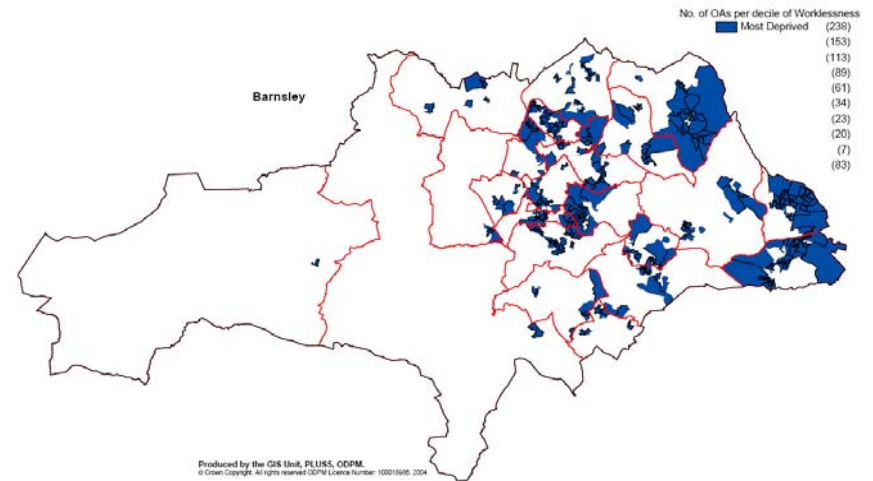 No. of OAs per decile of Worklessness
Most Deprived (238)
(153)
(113)
(89)
(61)
(34)
(23)
(20)
(7)
(83)
Barnsley
Produced by the GIS Unit, PLUS5, ODPM.
© Crown Copyright. All rights reserved ODPM Licence Number: 100018986, 2004